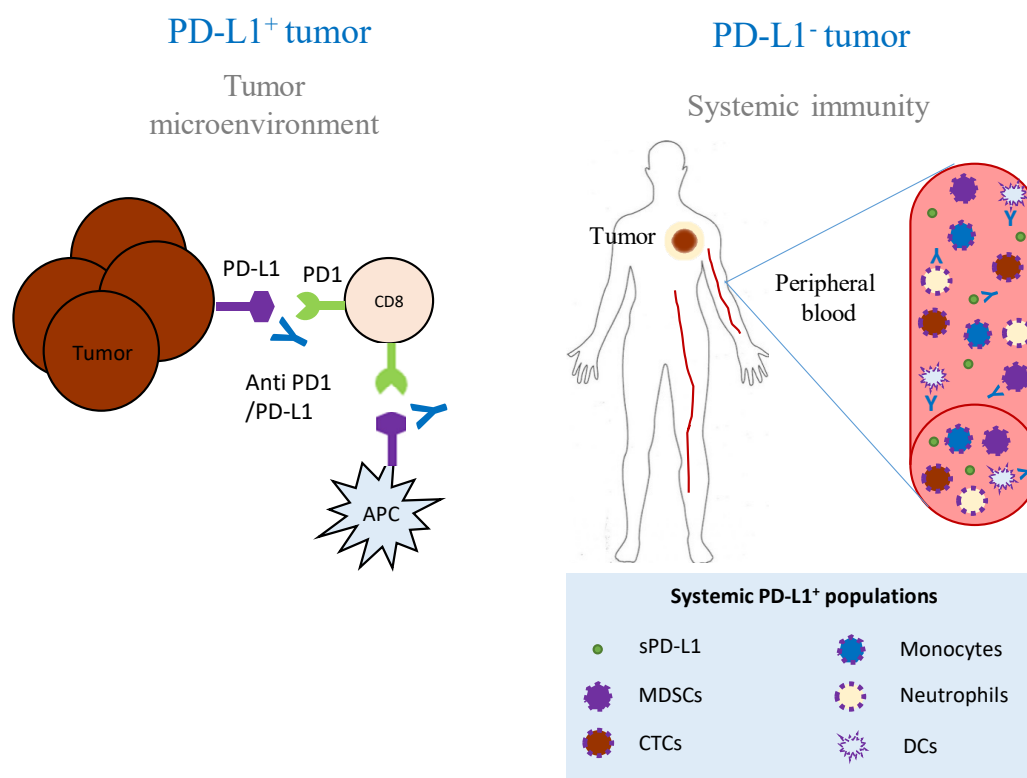 PD-L1⁺ tumor
Tumor
microenvironment
PD-L1
PD1
CD8
Tumor
Anti PD1
/PD-L1
APC
PD-L1⁻ tumor
Systemic immunity
Tumor
Peripheral
blood
Systemic PD-L1⁺ populations
sPD-L1
Monocytes
MDSCs
Neutrophils
CTCs
DCs